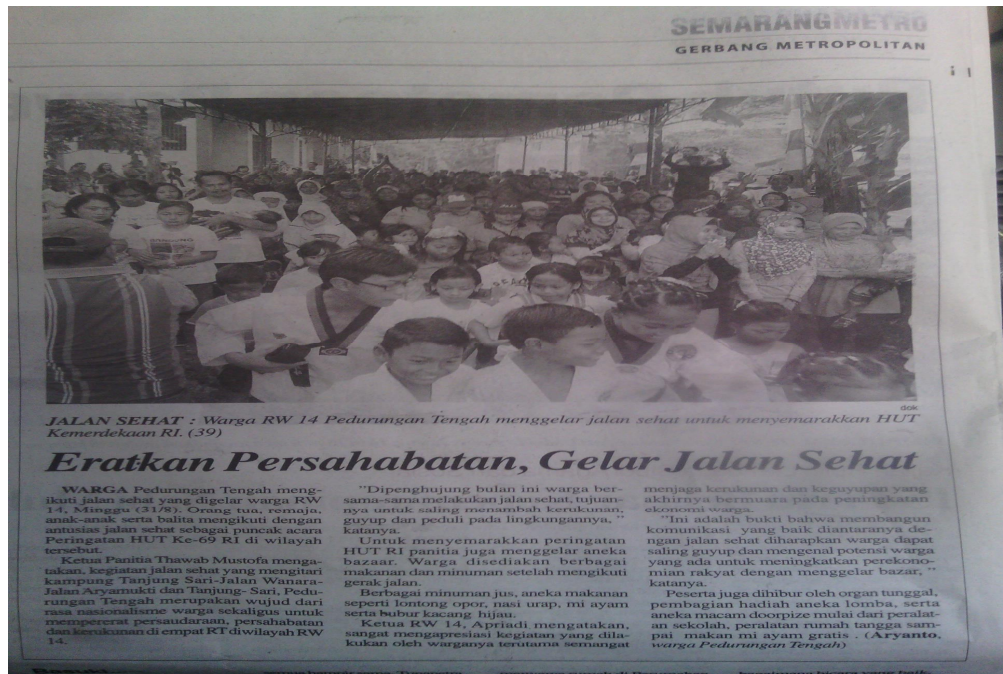 SEMARANGMETRO
GERBANG METROPOLITAN
dok
JALAN SEHAT : Warga RW 14 Pedurungan Tengah menggelar jalan sehat untuk menyemarakkan HUT
Kemerdekaan RI. (39)
Eratkan Persahabatan, Gelar Jalan Sehat
WARGA Pedurungan Tengah meng-
ikuti jalan sehat yang digelar warga RW
14, Minggu (31/8). Orang tua, remaja,
anak-anak serta balita mengikuti dengan
antusias jalan sehat sebagai puncak acara
Peringatan HUT Ke-69 RI di wilayah
tersebut.
Ketua Panitia Thawab Mustofa menga-
takan, kegiatan jalan sehat yang mengitari
kampung Tanjung Sari-Jalan Wanara-
Jalan Aryamukti dan Tanjung- Sari, Pedu-
rungan Tengah merupakan wujud dari
rasa nasionalisme warga sekaligus untuk
mempererat persaudaraan, persahabatan
dan kerukunan di empat RT diwilayah RW
14.
"Dipenghujung bulan ini warga ber-
sama-sama melakukan jalan sehat, tujuan-
nya untuk saling menambah kerukunan,
guyup dan peduli pada lingkungannya, "
katanya.
Untuk menyemarakkan peringatan
HUT RI panitia juga menggelar aneka
bazaar. Warga disediakan berbagai
makanan dan minuman setelah mengikuti
gerak jalan.
Berbagai minuman jus, aneka makanan
seperti lontong opor, nasi urap, mi ayam
serta bubur kacang hijau.
Ketua RW 14, Apriadi mengatakan,
sangat mengapresiasi kegiatan yang dila-
kukan oleh warganya terutama semangat
menjaga kerukunan dan keguyupan yang
akhirnya bermuara pada peningkatan
ekonomi warga.
"Ini adalah bukti bahwa membangun
komunikasi yang baik diantaranya de-
ngan jalan sehat diharapkan warga dapat
saling guyup dan mengenal potensi warga
yang ada untuk meningkatkan perekono-
mian rakyat dengan menggelar bazar, "
katanya.
Peserta juga dihibur oleh organ tunggal,
pembagian hadiah aneka lomba, serta
aneka macam doorpize mulai dari peralat-
an sekolah, peralatan rumah tangga sam-
pai makan mi ayam gratis . (Aryanto,
warga Pedurungan Tengah)